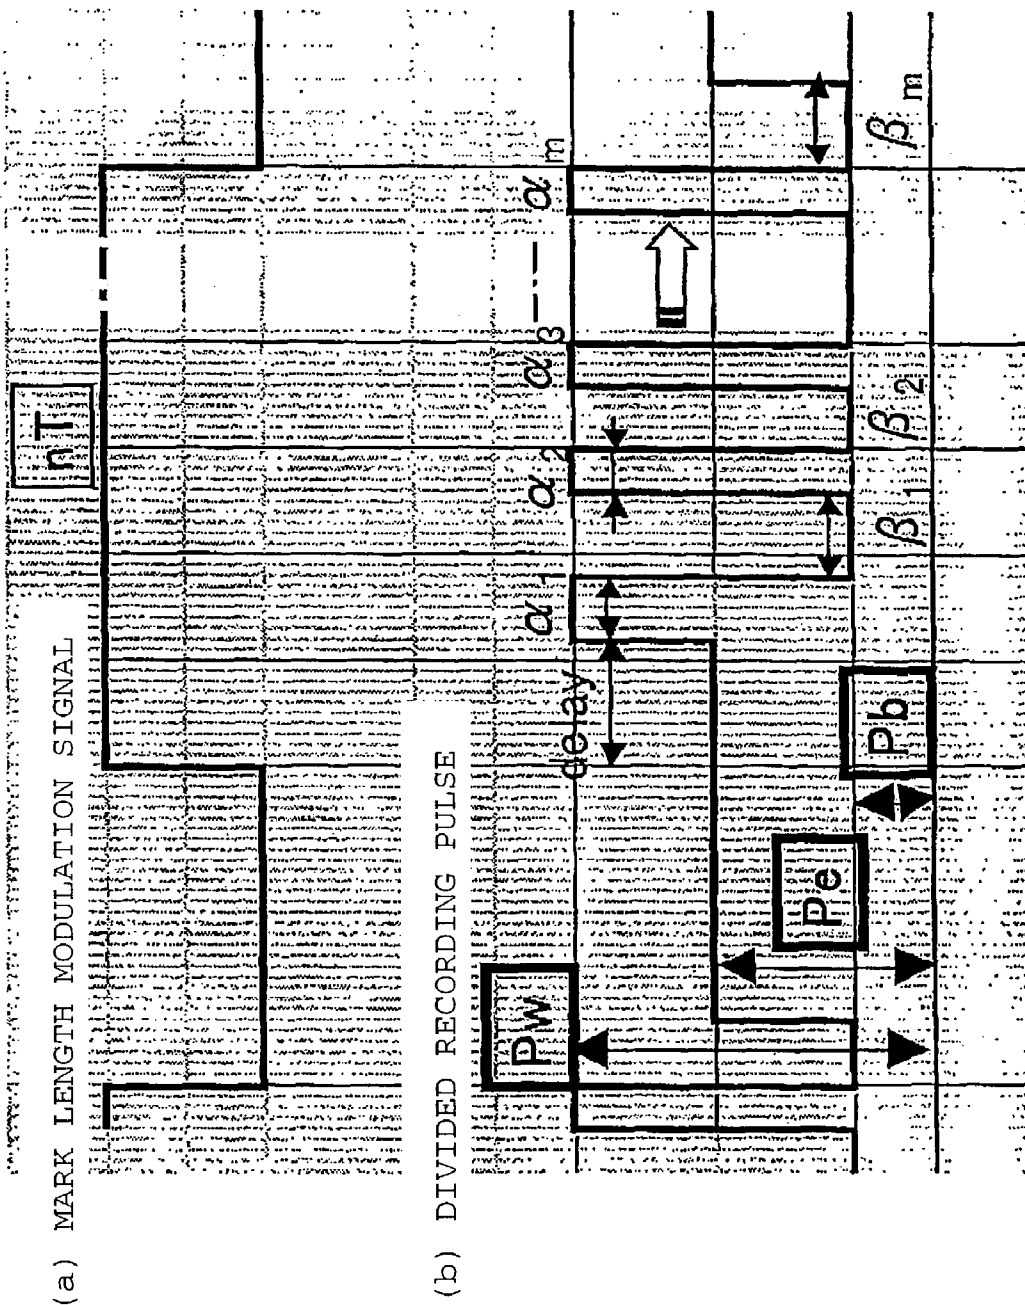 (a) MARK LENGTH MODULATION SIGNAL
nT
(b) DIVIDED RECORDING PULSE
delay
α1 α2 α3 αm
Pw
Pe
Pb
β1 β2 βm